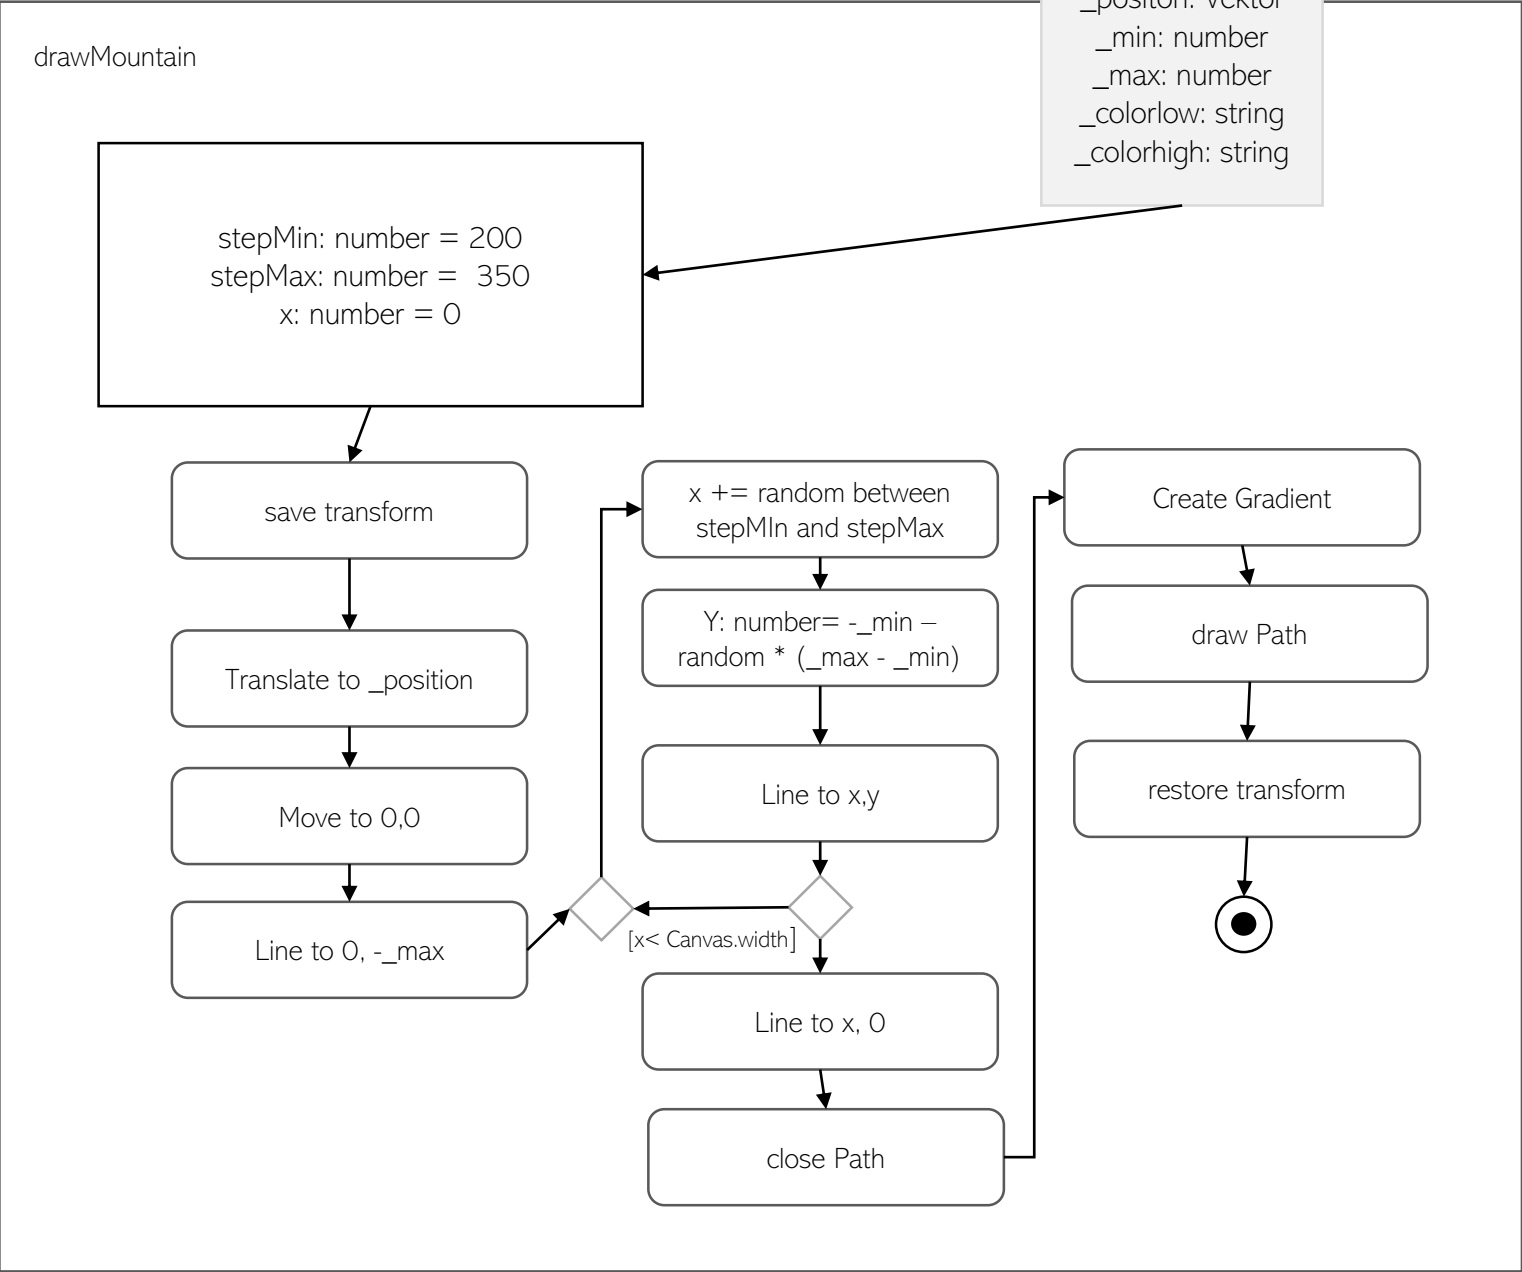 _positon: Vektor
_min: number
_max: number
_colorlow: string
_colorhigh: string
drawMountain
stepMin: number = 200
stepMax: number =  350
x: number = 0
save transform
Translate to _position
Move to 0,0
Line to 0, -_max
x += random between
stepMIn and stepMax
Y: number= -_min –
random * (_max - _min)
Line to x,y
[x< Canvas.width]
Line to x, 0
close Path
Create Gradient
draw Path
restore transform